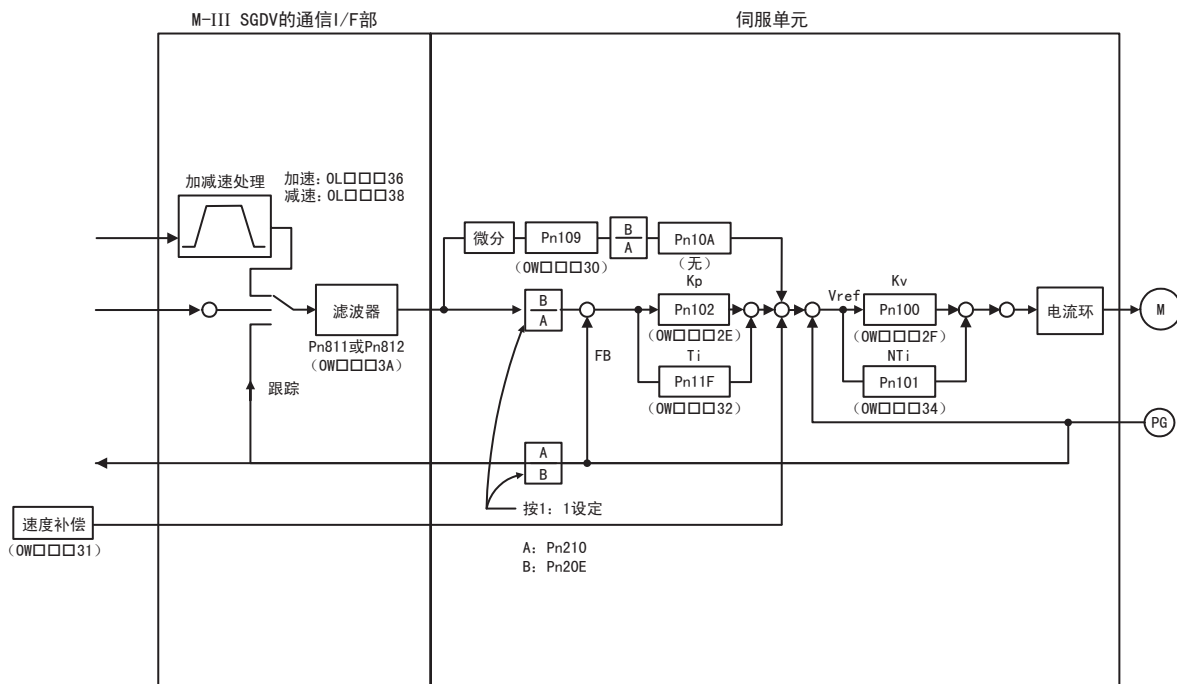 M-III SGDV的通信I/F部
伺服单元
加减速处理
加速：OL□□□36
减速：OL□□□38
微分
Pn109
B
A
Pn10A
（OW□□□30）
（无）
Kp
Kv
Vref
滤波器
B
A
Pn102
Pn100
电流环
M
Pn811或Pn812
（OW□□□3A）
（OW□□□2E）
（OW□□□2F）
FB
Ti
NTi
跟踪
Pn11F
Pn101
（OW□□□32）
（OW□□□34）
PG
A
B
按1：1设定
速度补偿
（OW□□□31）
A：Pn210
B：Pn20E